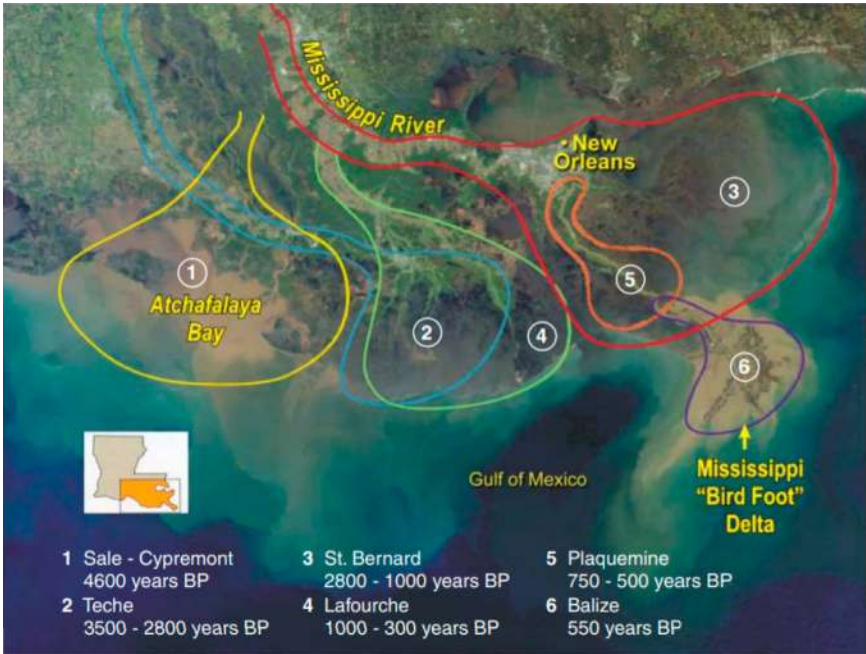 Mississippi River
New
Orleans
3
1
Atchafalaya
Bay
5
2
4
6
Mississippi
"Bird Foot"
Delta
Gulf of Mexico
1 Sale - Cypremont
4600 years BP
2 Teche
3500 - 2800 years BP
3 St. Bernard
2800 - 1000 years BP
4 Lafourche
1000 - 300 years BP
5 Plaquemine
750 - 500 years BP
6 Balize
550 years BP